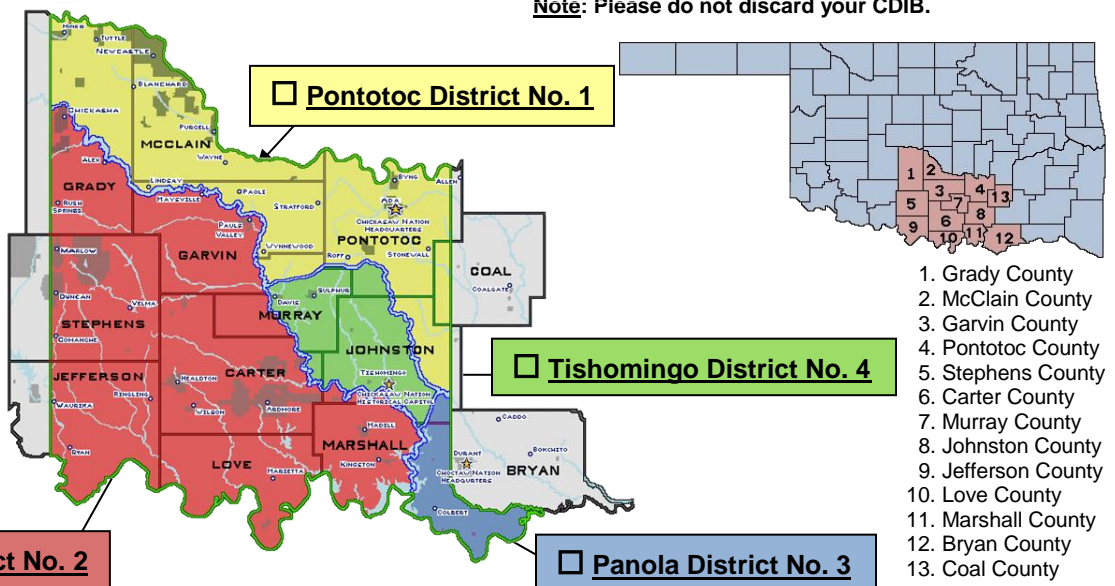 Note: Please do not discard your CDIB.
MINCO
TUTTLE
NEWCASTLE
BLANCHARD
☐ Pontotoc District No. 1
CHICKASHA
PURCELL
MCCLAIN
WAYNE
ALEX
GRADY
LINDSAY
MAYSVILLE
PAOLI
STRATFORD
BYNG
ALLEN
ADA
CHICKASAW NATION
HEADQUARTERS
RUSH
SPRINGS
PAULS
VALLEY
WYNNEWOOD
PONTOTOC
ROFF
STONEWALL
MARLOW
GARVIN
COAL
COALGATE
DUNCAN
VELMA
DAVIS
SULPHUR
STEPHENS
MURRAY
COMANCHE
JOHNSTON
JEFFERSON
CARTER
TISHOMINGO
CHICKASAW NATION
HISTORICAL CAPITOL
☐ Tishomingo District No. 4
HEALDTON
RINGLING
WAURIKA
WILSON
ARDMORE
MADILL
MARSHALL
KINGSTON
CADDO
BOKCHITO
DURANT
CHOCTAW NATION
HEADQURTERS
BRYAN
RYAN
LOVE
MARIETTA
COLBERT
ct No. 2
☐ Panola District No. 3
1
2
3
4
13
5
7
8
9
6
10
11
12
1. Grady County
2. McClain County
3. Garvin County
4. Pontotoc County
5. Stephens County
6. Carter County
7. Murray County
8. Johnston County
9. Jefferson County
10. Love County
11. Marshall County
12. Bryan County
13. Coal County